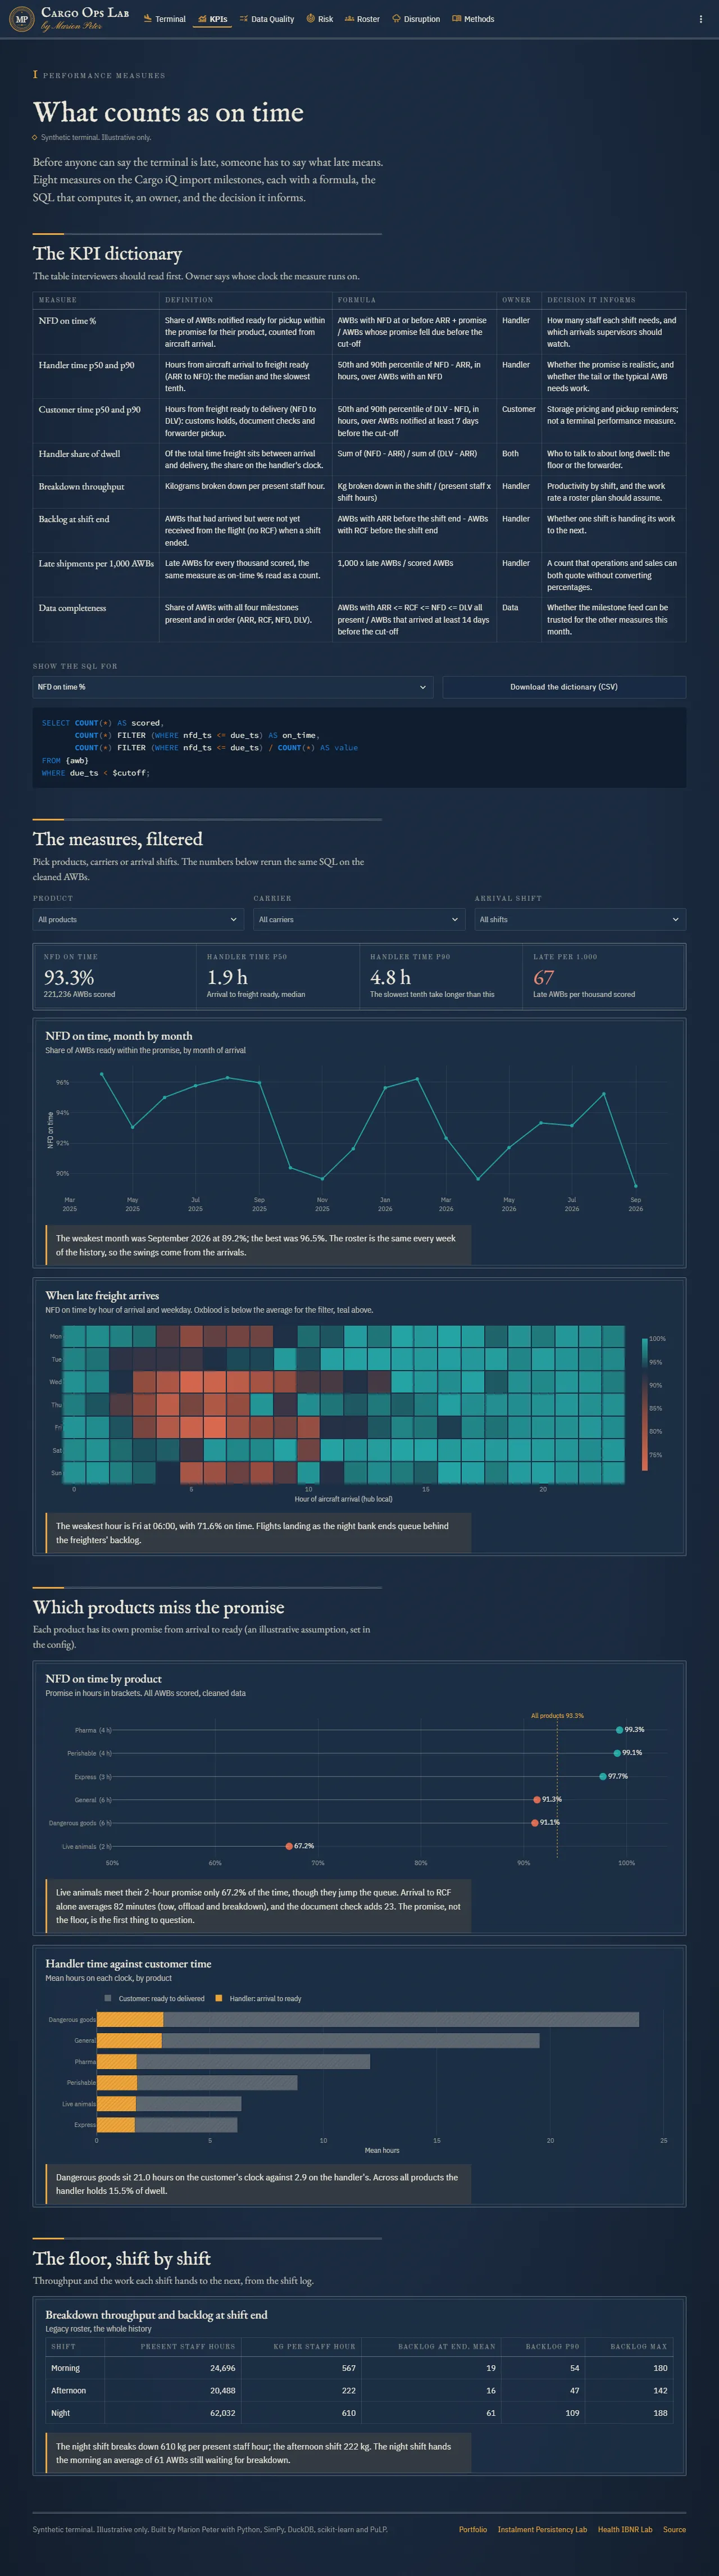 MP
Cargo Ops Lab
by Marion Peter
Terminal
KPIs
Data Quality
Risk
Roster
Disruption
Methods
I PERFORMANCE MEASURES
What counts as on time
Synthetic terminal. Illustrative only.
Before anyone can say the terminal is late, someone has to say what late means.
Eight measures on the Cargo iQ import milestones, each with a formula, the
SQL that computes it, an owner, and the decision it informs.
The KPI dictionary
The table interviewers should read first. Owner says whose clock the measure runs on.
MEASURE DEFINITION FORMULA OWNER DECISION IT INFORMS
NFD on time %
Share of AWBs notified ready for pickup within
the promise for their product, counted from
aircraft arrival.
AWBs with NFD at or before ARR + promise
/ AWBs whose promise fell due before the
cut-off
Handler
How many staff each shift needs, and
which arrivals supervisors should
watch.
Handler time p50 and p90
Hours from aircraft arrival to freight ready
(ARR to NFD): the median and the slowest
tenth.
50th and 90th percentile of NFD - ARR, in
hours, over AWBs with an NFD
Handler
Whether the promise is realistic, and
whether the tail or the typical AWB
needs work.
Customer time p50 and p90
Hours from freight ready to delivery (NFD to
DLV): customs holds, document checks and
forwarder pickup.
50th and 90th percentile of DLV - NFD, in
hours, over AWBs notified at least 7 days
before the cut-off
Customer
Storage pricing and pickup reminders;
not a terminal performance measure.
Handler share of dwell
Of the total time freight sits between arrival
and delivery, the share on the handler's clock.
Sum of (NFD - ARR) / sum of (DLV - ARR)
Both
Who to talk to about long dwell: the
floor or the forwarder.
Breakdown throughput
Kilograms broken down per present staff hour.
Kg broken down in the shift / (present staff x
shift hours)
Handler
Productivity by shift, and the work
rate a roster plan should assume.
Backlog at shift end
AWBs that had arrived but were not yet
received from the flight (no RCF) when a shift
ended.
AWBs with ARR before the shift end - AWBs
with RCF before the shift end
Handler
Whether one shift is handing its work
to the next.
Late shipments per 1,000 AWBs
Late AWBs for every thousand scored, the
same measure as on-time % read as a count.
1,000 x late AWBs / scored AWBs
Handler
A count that operations and sales can
both quote without converting
percentages.
Data completeness
Share of AWBs with all four milestones
present and in order (ARR, RCF, NFD, DLV).
AWBs with ARR <= RCF <= NFD <= DLV all
present / AWBs that arrived at least 14 days
before the cut-off
Data
Whether the milestone feed can be
trusted for the other measures this
month.
SHOW THE SQL FOR
NFD on time %
Download the dictionary (CSV)
SELECT COUNT(*) AS scored,
COUNT(*) FILTER (WHERE nfd_ts <= due_ts) AS on_time,
COUNT(*) FILTER (WHERE nfd_ts <= due_ts) / COUNT(*) AS value
FROM {awb}
WHERE due_ts < $cutoff;
The measures, filtered
Pick products, carriers or arrival shifts. The numbers below rerun the same SQL on the
cleaned AWBs.
PRODUCT CARRIER ARRIVAL SHIFT
All products All carriers All shifts
NFD ON TIME
93.3%
221,236 AWBs scored
HANDLER TIME P50
1.9 h
Arrival to freight ready, median
HANDLER TIME P90
4.8 h
The slowest tenth take longer than this
LATE PER 1,000
67
Late AWBs per thousand scored
NFD on time, month by month
Share of AWBs ready within the promise, by month of arrival
NFD on time
96%
94%
92%
90%
Mar May Jul Sep Nov Jan Mar May Jul Sep
2025 2025 2025 2025 2025 2026 2026 2026 2026 2026
The weakest month was September 2026 at 89.2%; the best was 96.5%. The roster is the same every week
of the history, so the swings come from the arrivals.
When late freight arrives
NFD on time by hour of arrival and weekday. Oxblood is below the average for the filter, teal above.
Mon
Tue
Wed
Thu
Fri
Sat
Sun
0 5 10 15 20
Hour of aircraft arrival (hub local)
100%
95%
90%
85%
80%
75%
The weakest hour is Fri at 06:00, with 71.6% on time. Flights landing as the night bank ends queue behind
the freighters' backlog.
Which products miss the promise
Each product has its own promise from arrival to ready (an illustrative assumption, set in
the config).
NFD on time by product
Promise in hours in brackets. All AWBs scored, cleaned data
All products 93.3%
Pharma (4 h) 99.3%
Perishable (4 h) 99.1%
Express (3 h) 97.7%
General (6 h) 91.3%
Dangerous goods (6 h) 91.1%
Live animals (2 h) 67.2%
50% 60% 70% 80% 90% 100%
Live animals meet their 2-hour promise only 67.2% of the time, though they jump the queue. Arrival to RCF
alone averages 82 minutes (tow, offload and breakdown), and the document check adds 23. The promise, not
the floor, is the first thing to question.
Handler time against customer time
Mean hours on each clock, by product
Customer: ready to delivered Handler: arrival to ready
Dangerous goods
General
Pharma
Perishable
Live animals
Express
0 5 10 15 20 25
Mean hours
Dangerous goods sit 21.0 hours on the customer's clock against 2.9 on the handler's. Across all products the
handler holds 15.5% of dwell.
The floor, shift by shift
Throughput and the work each shift hands to the next, from the shift log.
Breakdown throughput and backlog at shift end
Legacy roster, the whole history
SHIFT PRESENT STAFF HOURS KG PER STAFF HOUR BACKLOG AT END, MEAN BACKLOG P90 BACKLOG MAX
Morning 24,696 567 19 54 180
Afternoon 20,488 222 16 47 142
Night 62,032 610 61 109 188
The night shift breaks down 610 kg per present staff hour; the afternoon shift 222 kg. The night shift hands
the morning an average of 61 AWBs still waiting for breakdown.
Synthetic terminal. Illustrative only. Built by Marion Peter with Python, SimPy, DuckDB, scikit-learn and PuLP.
Portfolio Instalment Persistency Lab Health IBNR Lab Source